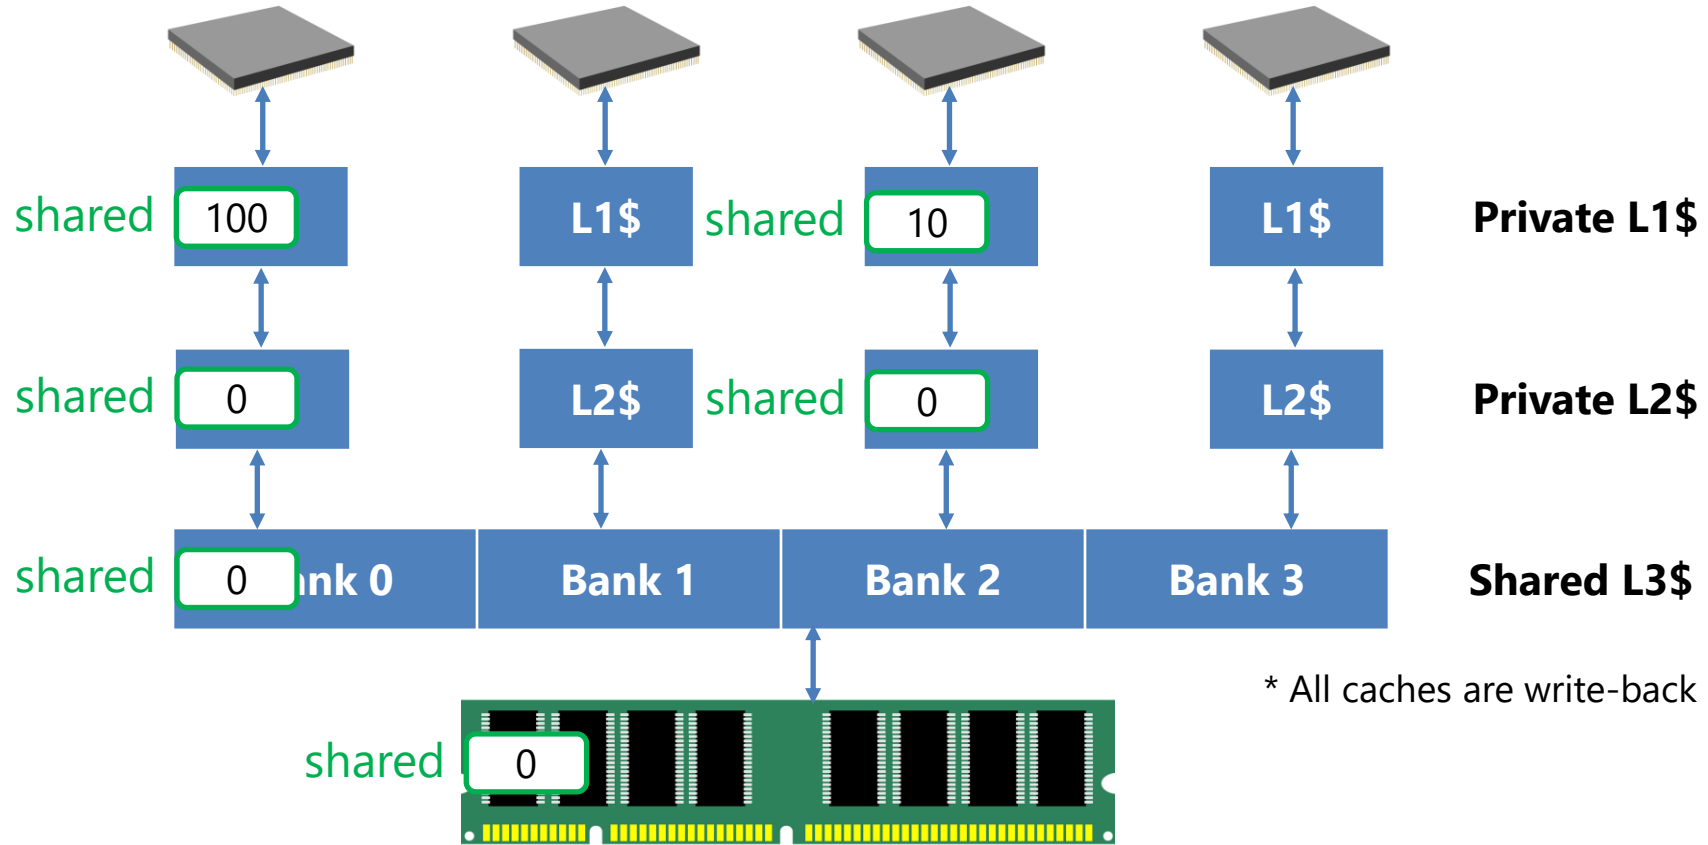 shared 100 L1$ shared 10 L1$ Private L1$
shared 0 L2$ shared 0 L2$ Private L2$
shared 0 ank 0 Bank 1 Bank 2 Bank 3 Shared L3$
* All caches are write-back
shared 0